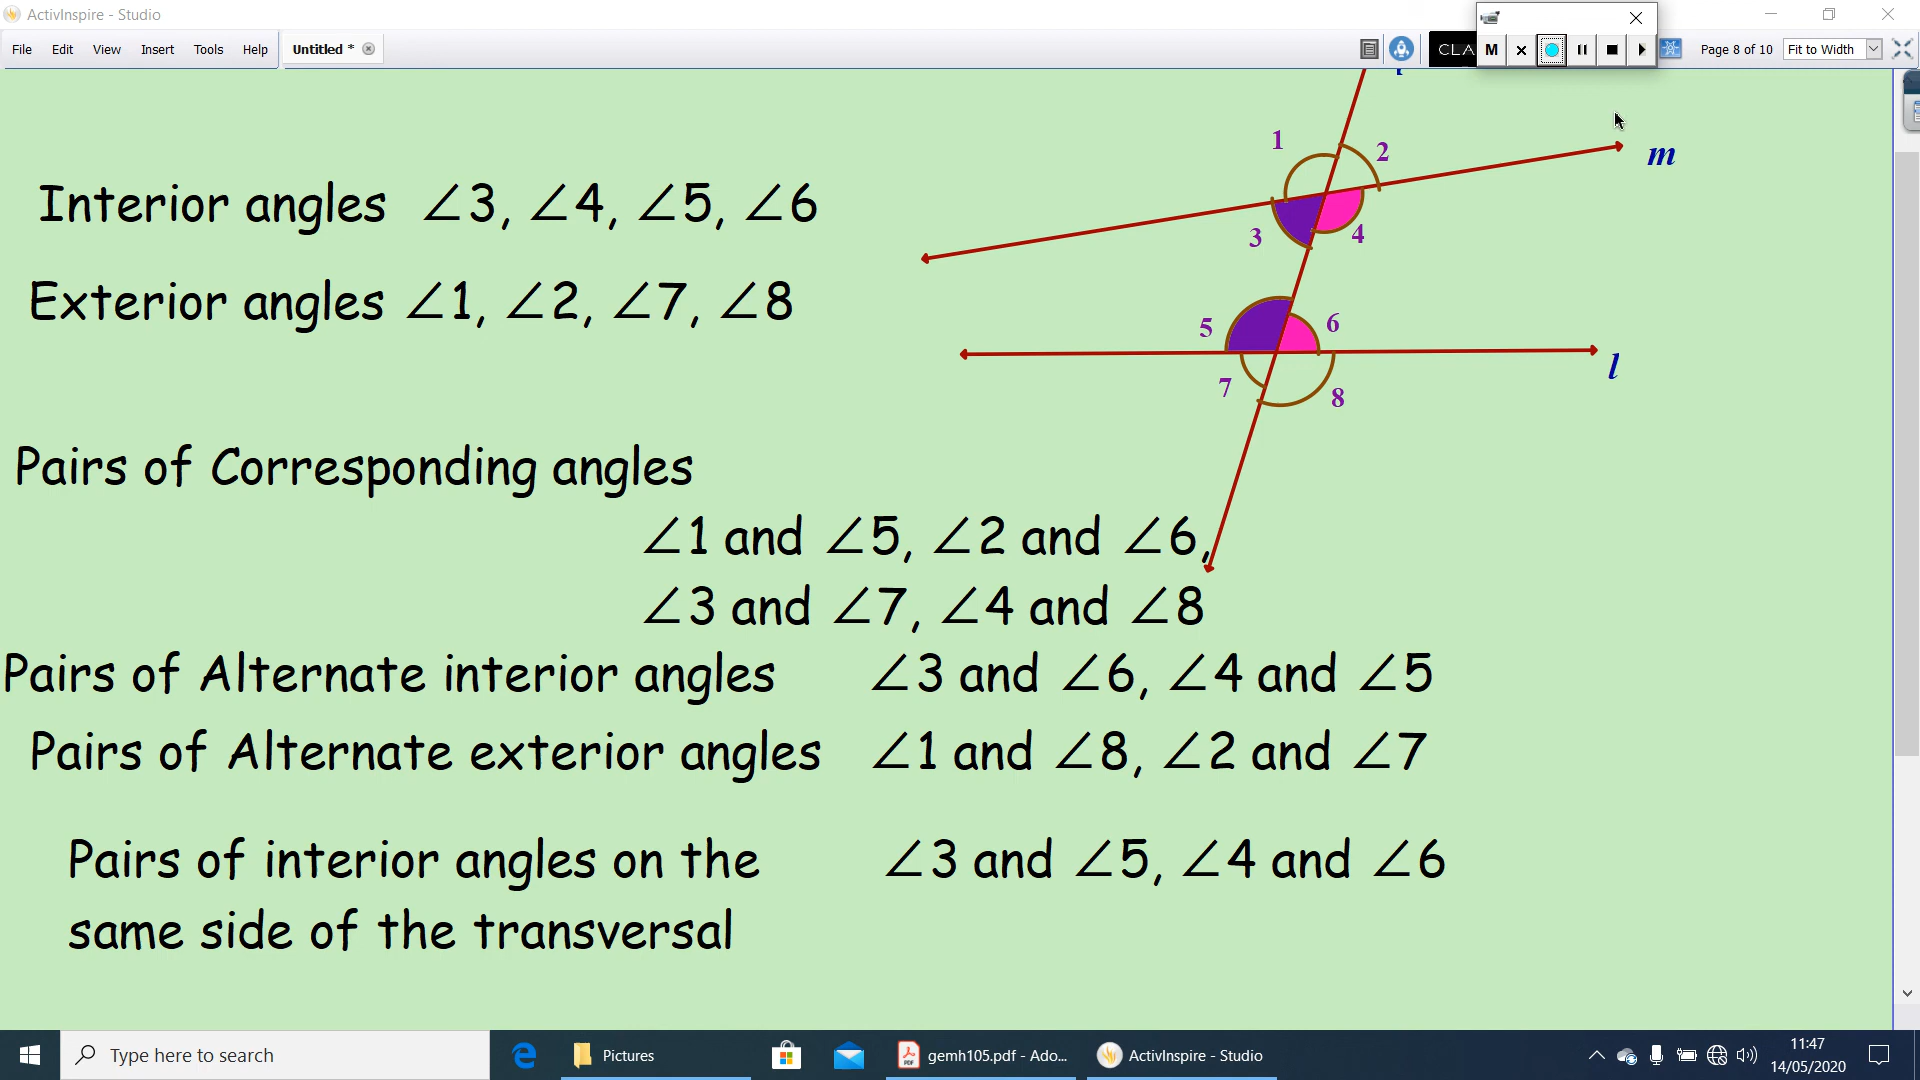 ActivInspire - Studio
File Edit View Insert Tools Help Untitled *
CLA M Page 8 of 10 Fit to Width
1 2 m
3 4
5 6
l
7 8
Interior angles ∠3, ∠4, ∠5, ∠6
Exterior angles ∠1, ∠2, ∠7, ∠8
Pairs of Corresponding angles
∠1 and ∠5, ∠2 and ∠6,
∠3 and ∠7, ∠4 and ∠8
Pairs of Alternate interior angles ∠3 and ∠6, ∠4 and ∠5
Pairs of Alternate exterior angles ∠1 and ∠8, ∠2 and ∠7
Pairs of interior angles on the ∠3 and ∠5, ∠4 and ∠6
same side of the transversal
Type here to search Pictures gemh105.pdf - Ado... ActivInspire - Studio
11:47
14/05/2020